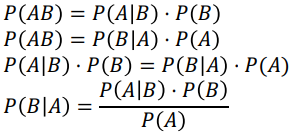 P(AB) = P(A|B) · P(B)
P(AB) = P(B|A) · P(A)
P(A|B) · P(B) = P(B|A) · P(A)
P(B|A) = P(A|B) · P(B) / P(A)